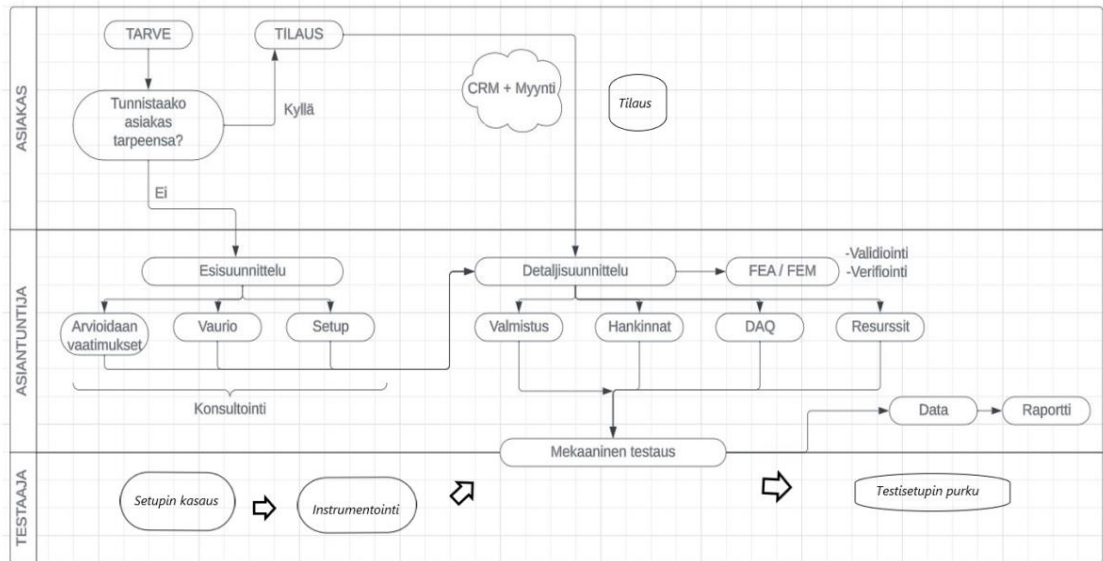 ASIAKAS
TARVE
TILAUS
CRM + Myynti
Tilaus
Tunnistaako
asiakas
tarpeensa?
Kyllä
Ei
ASIANTUNTIJA
Esisuunnittelu
Detaljisuunnittelu
FEA / FEM
-Validiointi
-Verifiointi
Arvioidaan
vaatimukset
Vaurio
Setup
Valmistus
Hankinnat
DAQ
Resurssit
Konsultointi
Data
Raportti
Mekaaninen testaus
TESTAAJA
Setupin kasaus
Instrumentointi
Testisetupin purku